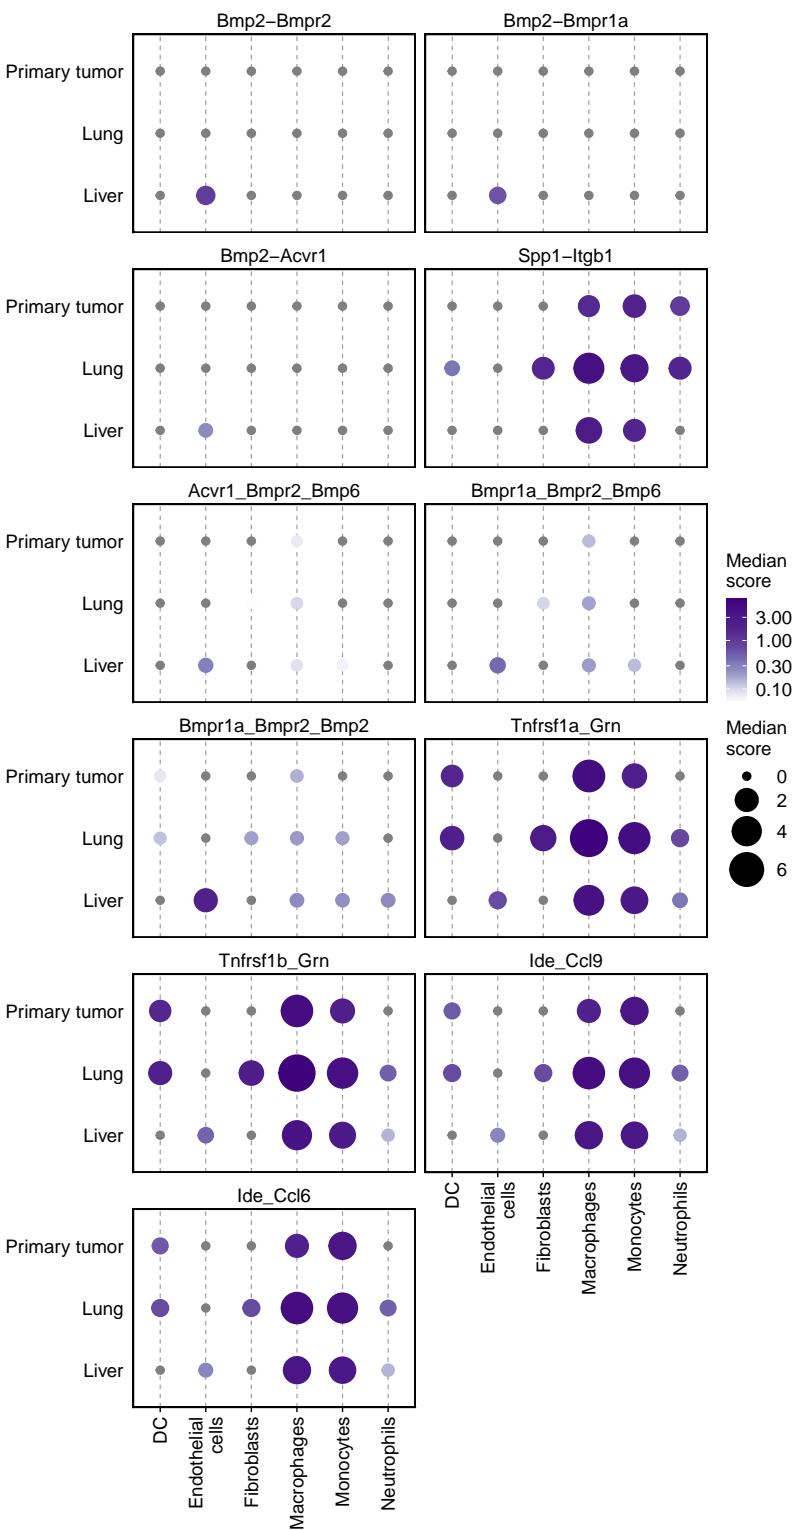 Bmp2−Bmpr2
Bmp2−Bmpr1a
Primary tumor
Lung
Liver
Bmp2−Acvr1
Spp1−Itgb1
Primary tumor
Lung
Liver
Acvr1_Bmpr2_Bmp6
Bmpr1a_Bmpr2_Bmp6
Primary tumor
Lung
Liver
Median
score
3.00
1.00
0.30
0.10
Bmpr1a_Bmpr2_Bmp2
Tnfrsf1a_Grn
Primary tumor
Lung
Liver
Median
score
0
2
4
6
Tnfrsf1b_Grn
Ide_Ccl9
Primary tumor
Lung
Liver
DC
Endothelial
cells
Fibroblasts
Macrophages
Monocytes
Neutrophils
Ide_Ccl6
Primary tumor
Lung
Liver
DC
Endothelial
cells
Fibroblasts
Macrophages
Monocytes
Neutrophils